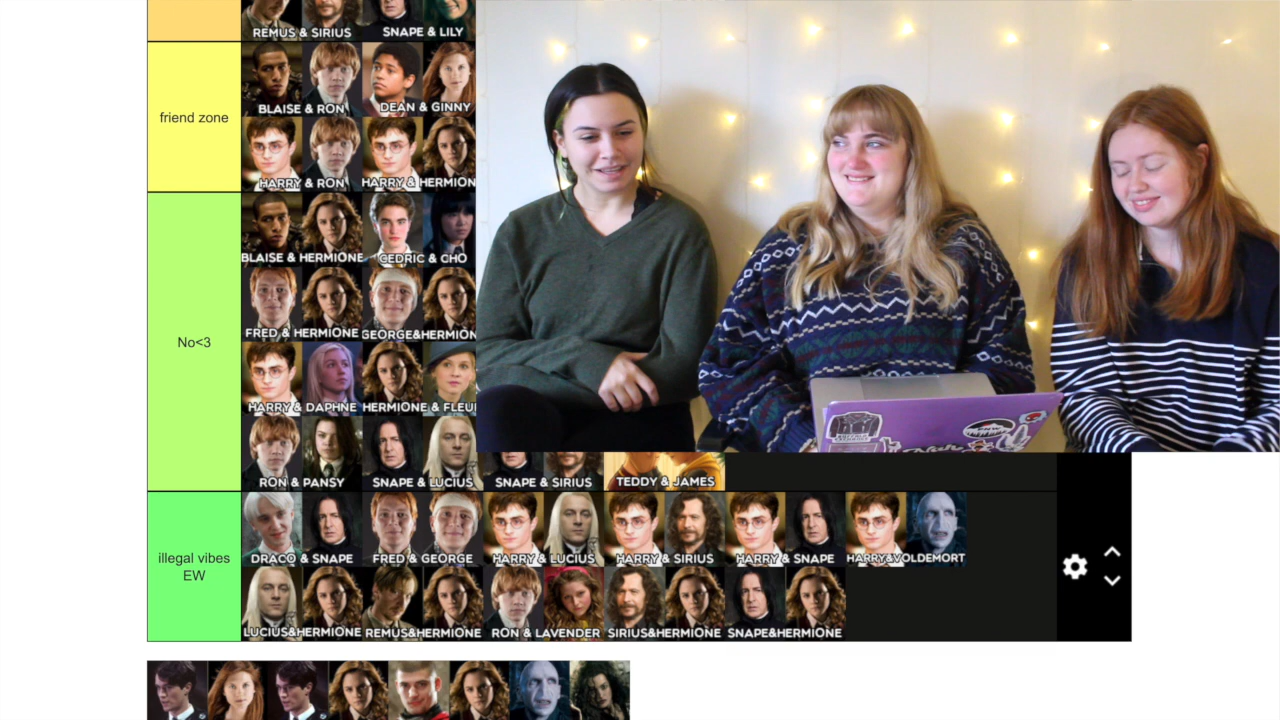 REMUS & SIRIUS SNAPE & LILY
friend zone
BLAISE & RON DEAN & GINNY
HARRY & RON HARRY & HERMION
No<3
BLAISE & HERMIONE CEDRIC & CHO
FRED & HERMIONE GEORGE&HERMION
HARRY & DAPHNE HERMIONE & FLEU
RON & PANSY SNAPE & LUCIUS SNAPE & SIRIUS TEDDY & JAMES
illegal vibes
EW
DRACO & SNAPE FRED & GEORGE HARRY & LUCIUS HARRY & SIRIUS HARRY & SNAPE HARRY&VOLDEMORT
LUCIUS&HERMIONE REMUS&HERMIONE RON & LAVENDER SIRIUS&HERMIONE SNAPE&HERMIONE